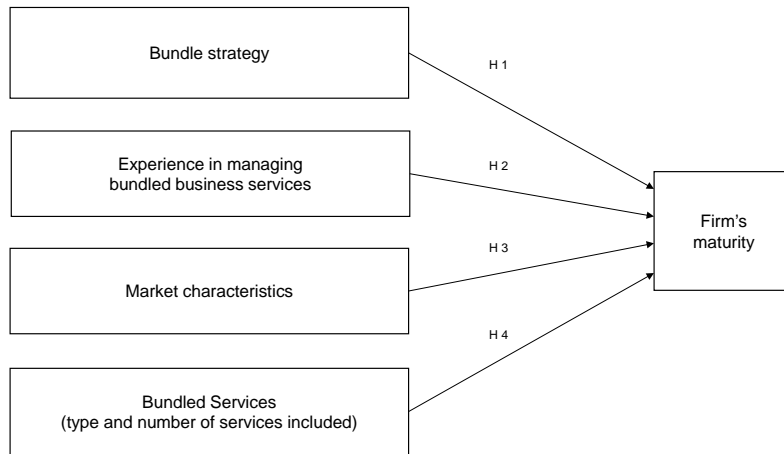 Bundle strategy
H 1
Experience in managing
bundled business services
H 2
Firm's
maturity
H 3
Market characteristics
H 4
Bundled Services
(type and number of services included)